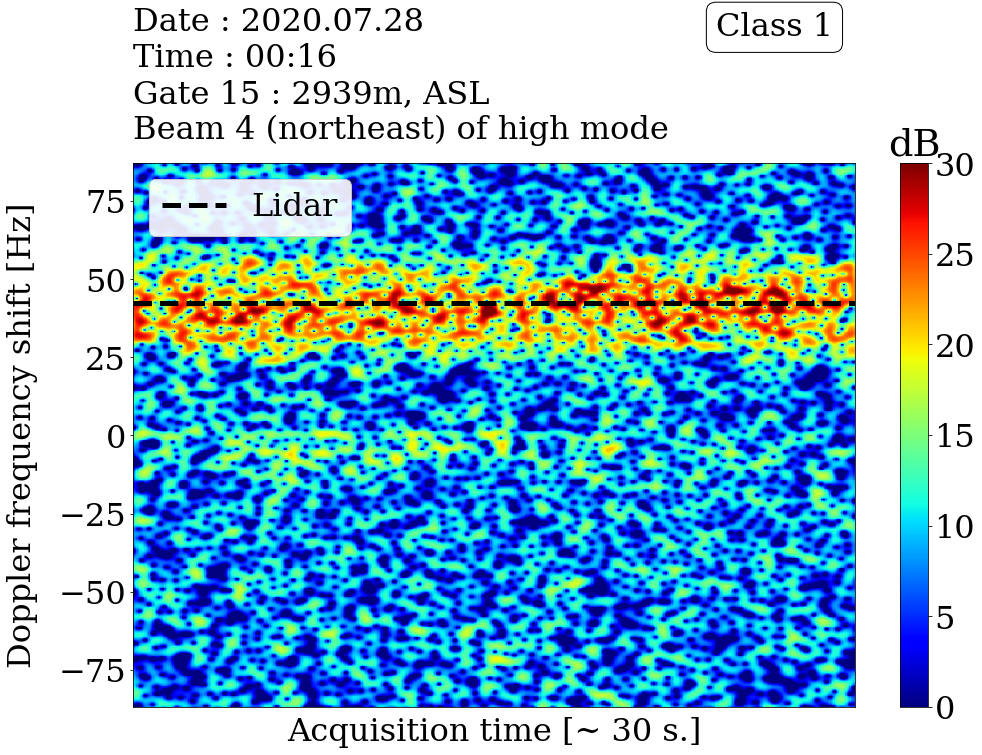 Date : 2020.07.28
Time : 00:16
Gate 15 : 2939m, ASL
Beam 4 (northeast) of high mode
Class 1
dB
Lidar
Doppler frequency shift [Hz]
75
50
25
0
−25
−50
−75
30
25
20
15
10
5
0
Acquisition time [~ 30 s.]